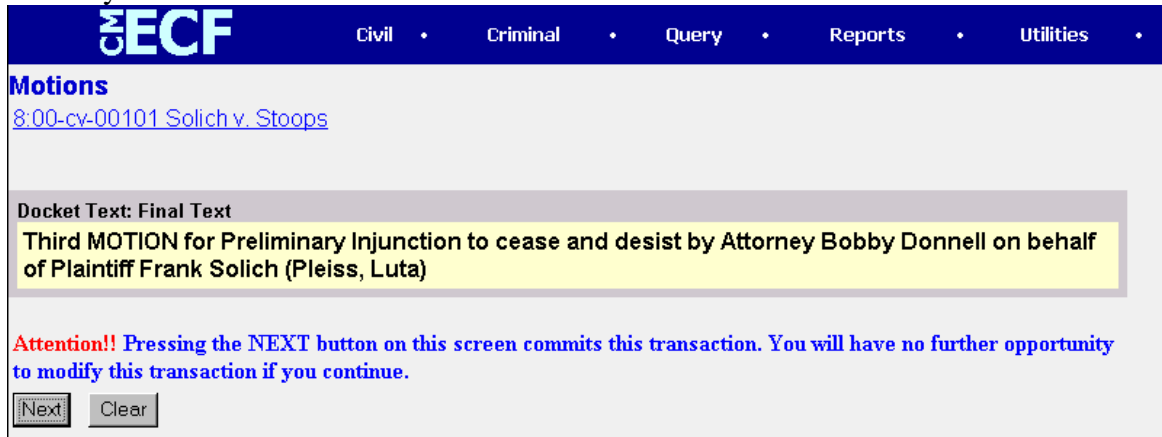 CM ECF Civil • Criminal • Query • Reports • Utilities •
Motions
8:00-cv-00101 Solich v. Stoops
Docket Text: Final Text
Third MOTION for Preliminary Injunction to cease and desist by Attorney Bobby Donnell on behalf
of Plaintiff Frank Solich (Pleiss, Luta)
Attention!! Pressing the NEXT button on this screen commits this transaction. You will have no further opportunity
to modify this transaction if you continue.
Next Clear